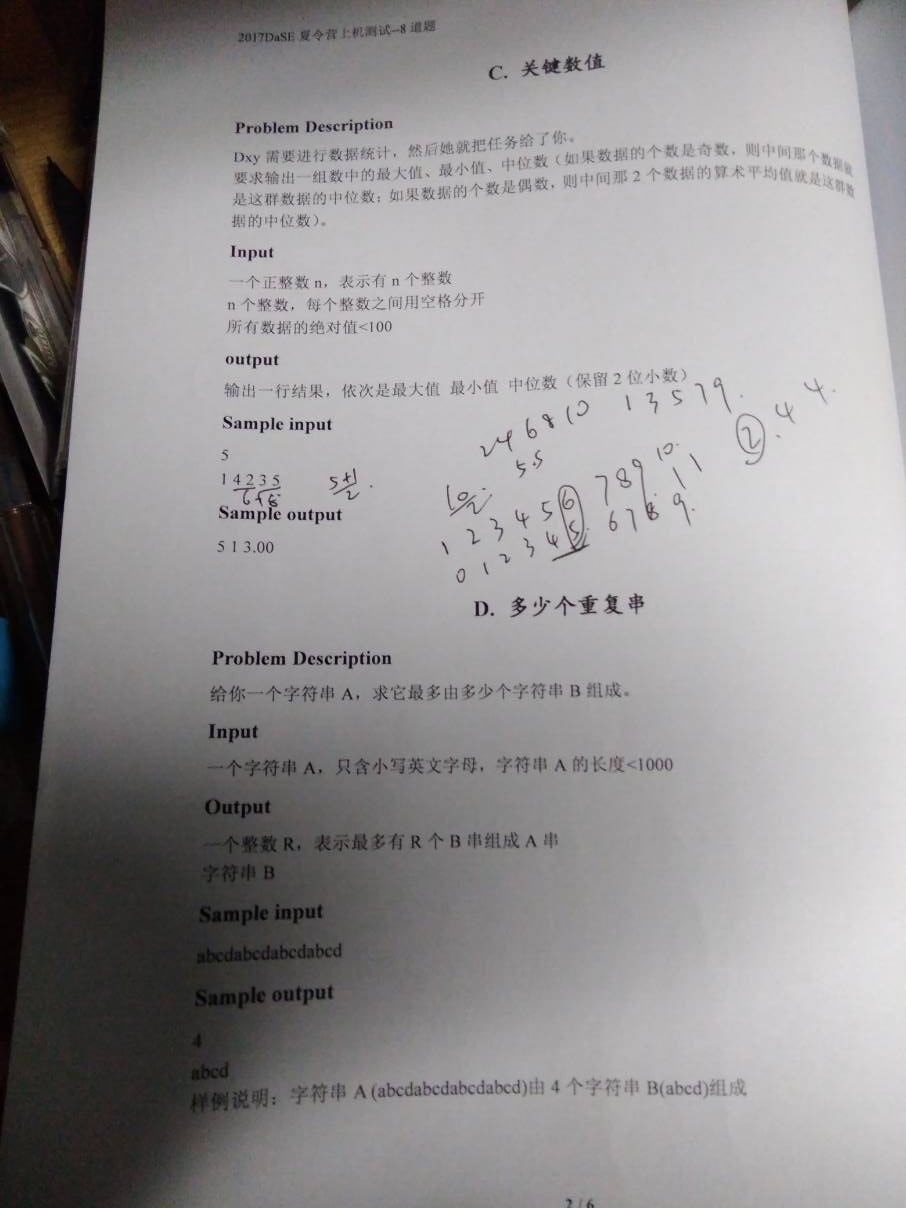 2017DaSE 夏令营上机测试--8 道题
C. 关键数值
Problem Description
Dxy 需要进行数据统计，然后她就把任务给了你。
要求输出一组数中的最大值、最小值、中位数（如果数据的个数是奇数，则中间那个数据就
是这群数据的中位数；如果数据的个数是偶数，则中间那 2 个数据的算术平均值就是这群数
据的中位数）。
Input
一个正整数 n，表示有 n 个整数
n 个整数，每个整数之间用空格分开
所有数据的绝对值<100
output
输出一行结果，依次是最大值 最小值 中位数（保留 2 位小数）
2 4 6 8 10 1 3 5 7 9.
Sample input
5.5
② . 4 4.
5
1 4 2 3 5
5+1/2.
10/2.
1 2 3 4 5 6 7 8 9 10. 11
Sample output
0 1 2 3 4 5. 6 7 8 9.
5 1 3.00
D. 多少个重复串
Problem Description
给你一个字符串 A，求它最多由多少个字符串 B 组成。
Input
一个字符串 A，只含小写英文字母，字符串 A 的长度<1000
Output
一个整数 R，表示最多有 R 个 B 串组成 A 串
字符串 B
Sample input
abcdabcdabcdabcd
Sample output
4
abcd
样例说明：字符串 A (abcdabcdabcdabcd)由 4 个字符串 B(abcd)组成
2 / 6